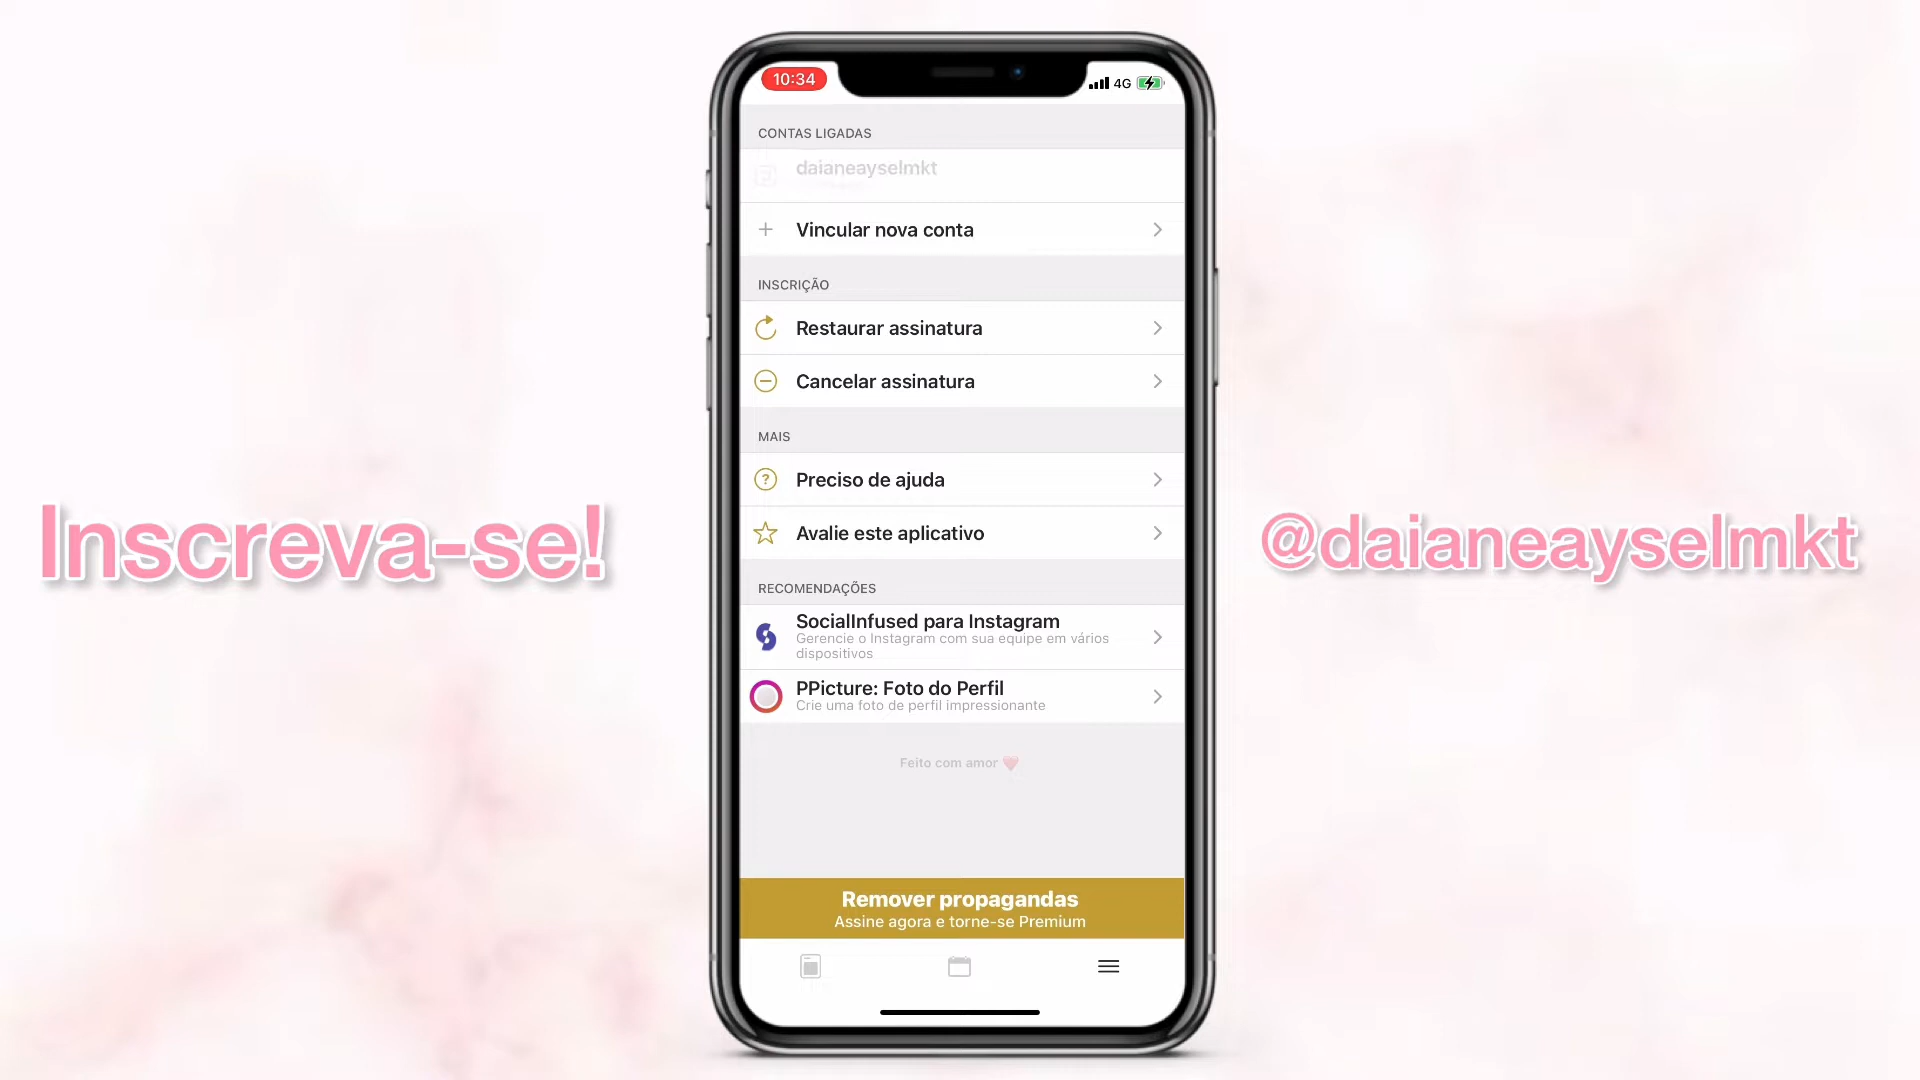 10:34
4G
CONTAS LIGADAS
daianeayselmkt
Vincular nova conta
INSCRIÇÃO
Restaurar assinatura
Cancelar assinatura
MAIS
Preciso de ajuda
Avalie este aplicativo
RECOMENDAÇÕES
SocialInfused para Instagram
Gerencie o Instagram com sua equipe em vários
dispositivos
PPicture: Foto do Perfil
Crie uma foto de perfil impressionante
Feito com amor
Remover propagandas
Assine agora e torne-se Premium
Inscreva-se!
@daianeayselmkt